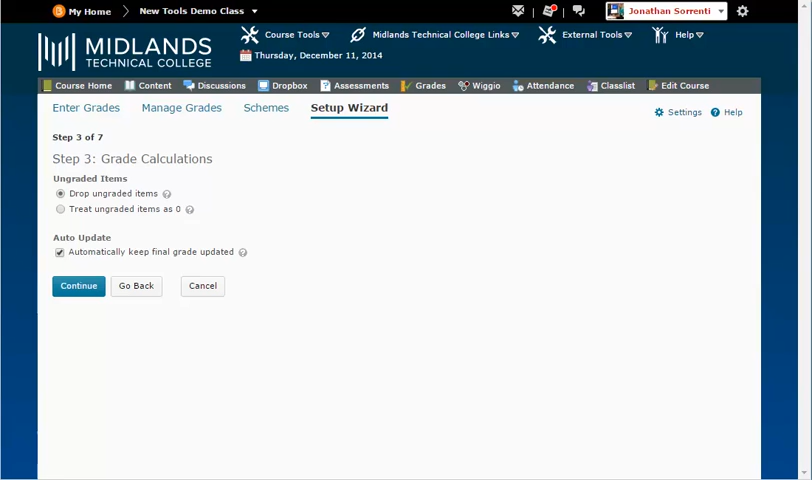 My Home
New Tools Demo Class
Jonathan Sorrenti
MIDLANDS
TECHNICAL COLLEGE
Course Tools
Midlands Technical College Links
External Tools
Help
Thursday, December 11, 2014
Course Home
Content
Discussions
Dropbox
Assessments
Grades
Wiggio
Attendance
Classlist
Edit Course
Enter Grades
Manage Grades
Schemes
Setup Wizard
Settings
Help
Step 3 of 7
Step 3: Grade Calculations
Ungraded Items
Drop ungraded items
Treat ungraded items as 0
Auto Update
Automatically keep final grade updated
Continue
Go Back
Cancel